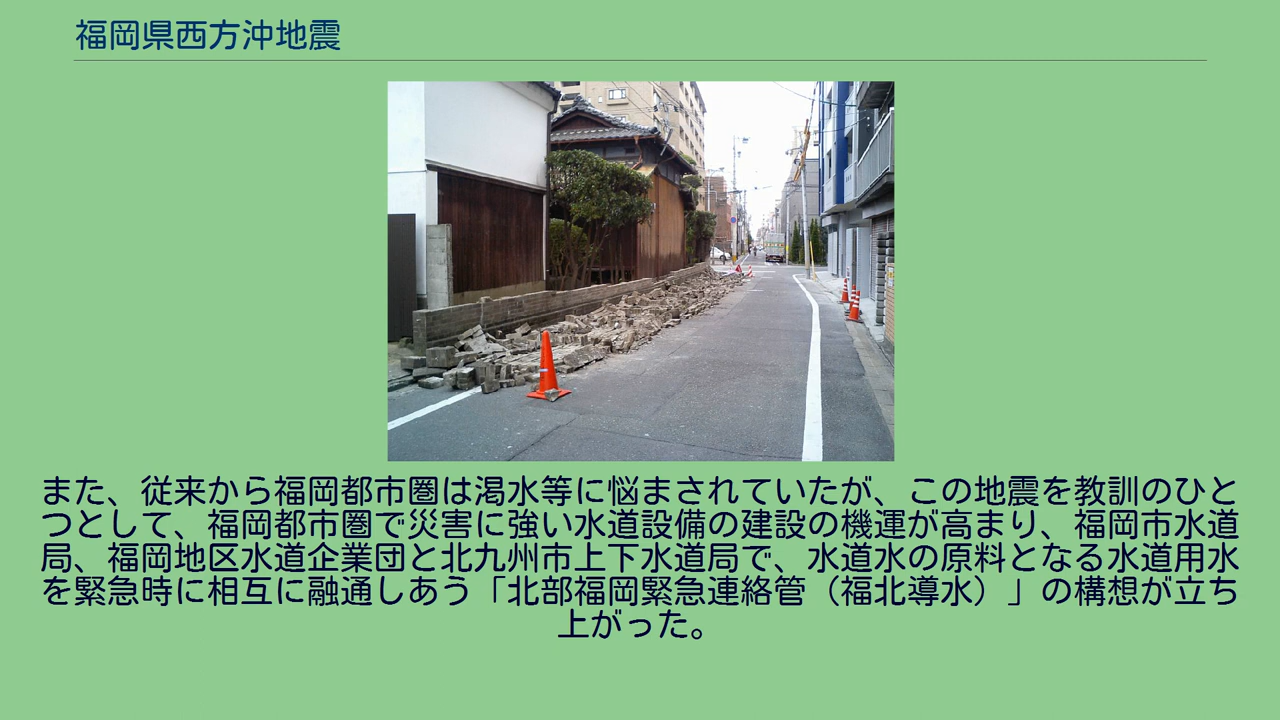 福岡県西方沖地震
また、従来から福岡都市圏は渇水等に悩まされていたが、この地震を教訓のひと
つとして、福岡都市圏で災害に強い水道設備の建設の機運が高まり、福岡市水道
局、福岡地区水道企業団と北九州市上下水道局で、水道水の原料となる水道用水
を緊急時に相互に融通しあう「北部福岡緊急連絡管（福北導水）」の構想が立ち
上がった。